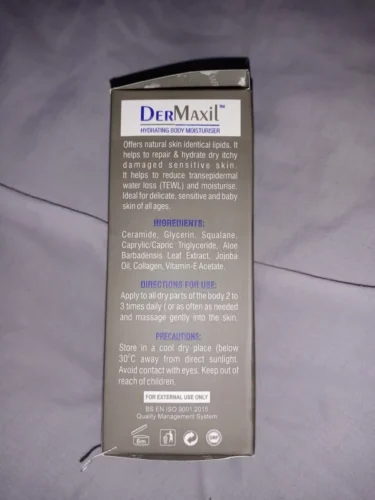 DERMAXIL™
HYDRATING BODY MOISTURISER
Offers natural skin identical lipids. It
helps to repair & hydrate dry itchy
damaged sensitive skin.
It helps to reduce transepidermal
water loss (TEWL) and moisturise.
Ideal for delicate, sensitive and baby
skin of all ages.
INGREDIENTS:
Ceramide, Glycerin, Squalane,
Caprylic/Capric Triglyceride, Aloe
Barbadensis Leaf Extract, Jojoba
Oil, Collagen, Vitamin-E Acetate.
DIRECTIONS FOR USE:
Apply to all dry parts of the body 2 to
3 times daily ( or as often as needed
and massage gently into the Skin.
PRECAUTIONS:
Store in a cool dry place (below
30°C away from direct sunlight.
Avoid contact with eyes. Keep out of
reach of children.
FOR EXTERNAL USE ONLY
BS EN,ISO 9001:2015
Quality Management System
6m
GMP